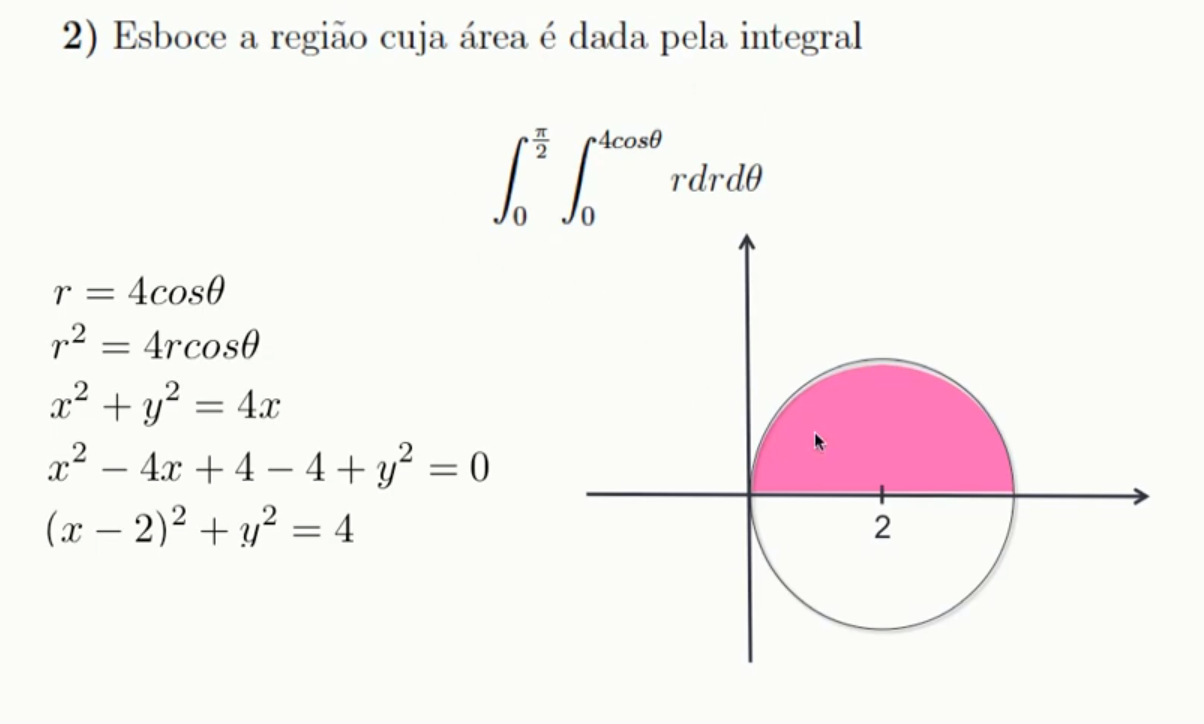 2) Esboce a região cuja área é dada pela integral
∫₀^{π/2} ∫₀^{4cosθ} rdrdθ
r = 4cosθ
r² = 4rcosθ
x² + y² = 4x
x² − 4x + 4 − 4 + y² = 0
(x − 2)² + y² = 4
2